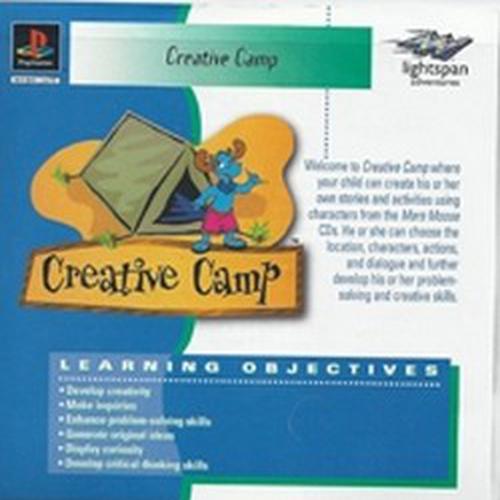 PlayStation
Creative Camp
lightspan
adventures
Welcome to Creative Camp where
your child can create his or her
own stories and activities using
characters from the Mars Moose
CDs. He or she can choose the
location, characters, actions,
and dialogue and further
develop his or her problem-
solving and creative skills.
Creative Camp
™
LEARNING OBJECTIVES
• Develop creativity
• Make inquiries
• Enhance problem-solving skills
• Generate original ideas
• Display curiosity
• Develop critical thinking skills